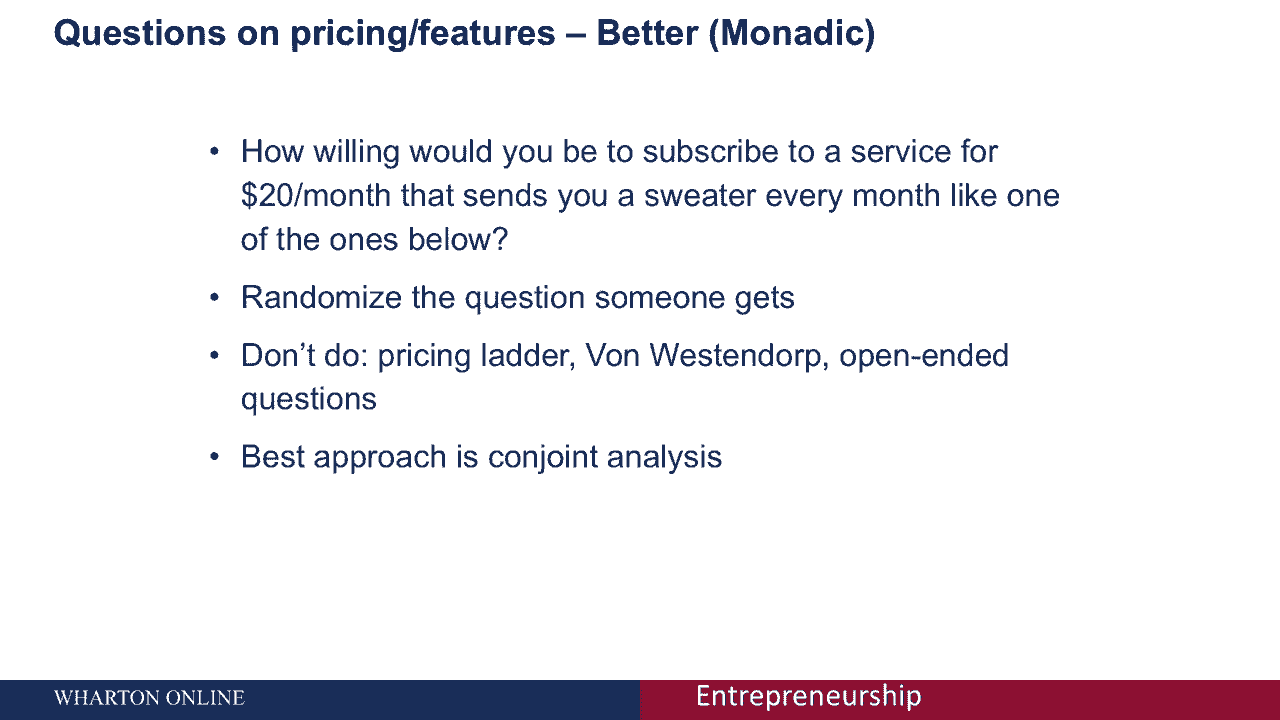 Questions on pricing/features – Better (Monadic)
• How willing would you be to subscribe to a service for
$20/month that sends you a sweater every month like one
of the ones below?
• Randomize the question someone gets
• Don’t do: pricing ladder, Von Westendorp, open-ended
questions
• Best approach is conjoint analysis
WHARTON ONLINE
Entrepreneurship